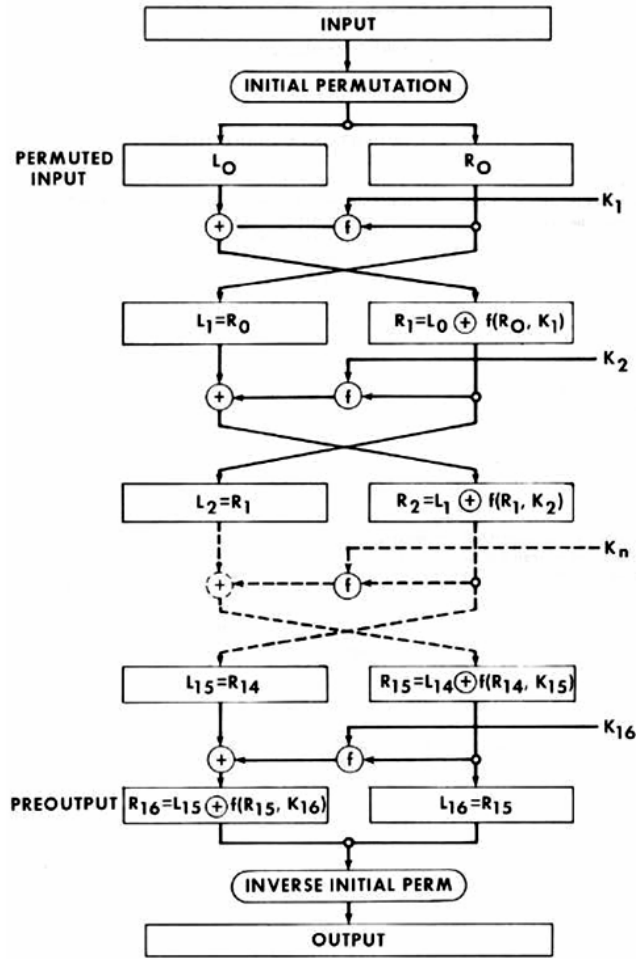 INPUT
INITIAL PERMUTATION
PERMUTED
INPUT
L₀
R₀
K₁
+
f
L₁=R₀
R₁=L₀ ⊕ f(R₀, K₁)
K₂
+
f
L₂=R₁
R₂=L₁ ⊕ f(R₁, K₂)
Kₙ
+
f
L₁₅=R₁₄
R₁₅=L₁₄⊕f(R₁₄, K₁₅)
K₁₆
+
f
PREOUTPUT
R₁₆=L₁₅⊕f(R₁₅, K₁₆)
L₁₆=R₁₅
INVERSE INITIAL PERM
OUTPUT